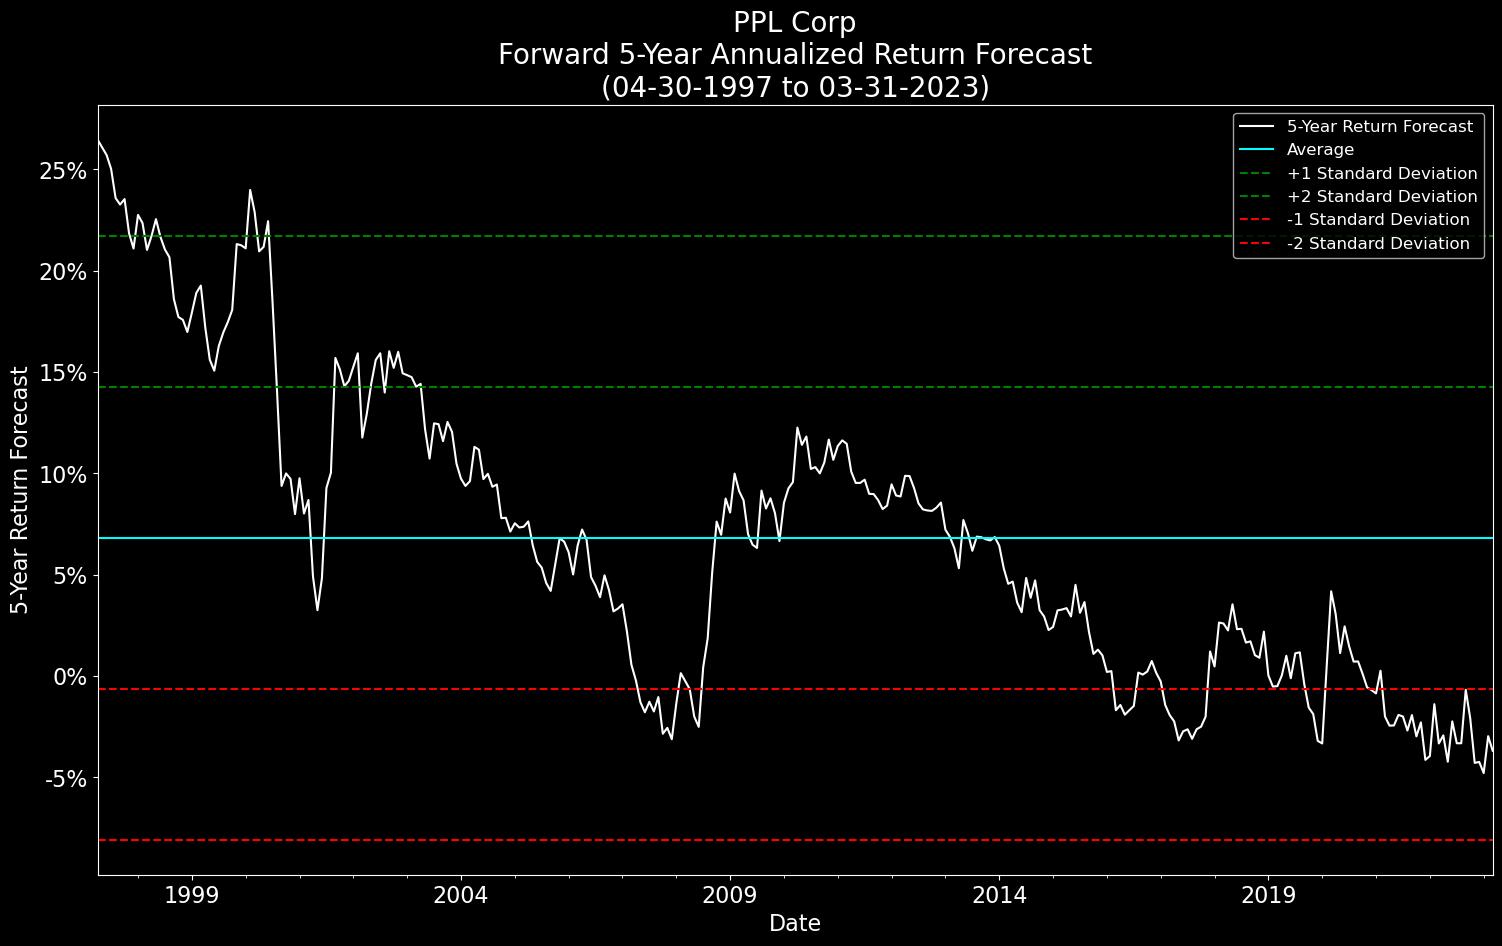 PPL Corp
Forward 5-Year Annualized Return Forecast
(04-30-1997 to 03-31-2023)
5-Year Return Forecast
Average
+1 Standard Deviation
+2 Standard Deviation
-1 Standard Deviation
-2 Standard Deviation
5-Year Return Forecast
25%
20%
15%
10%
5%
0%
-5%
1999
2004
2009
2014
2019
Date